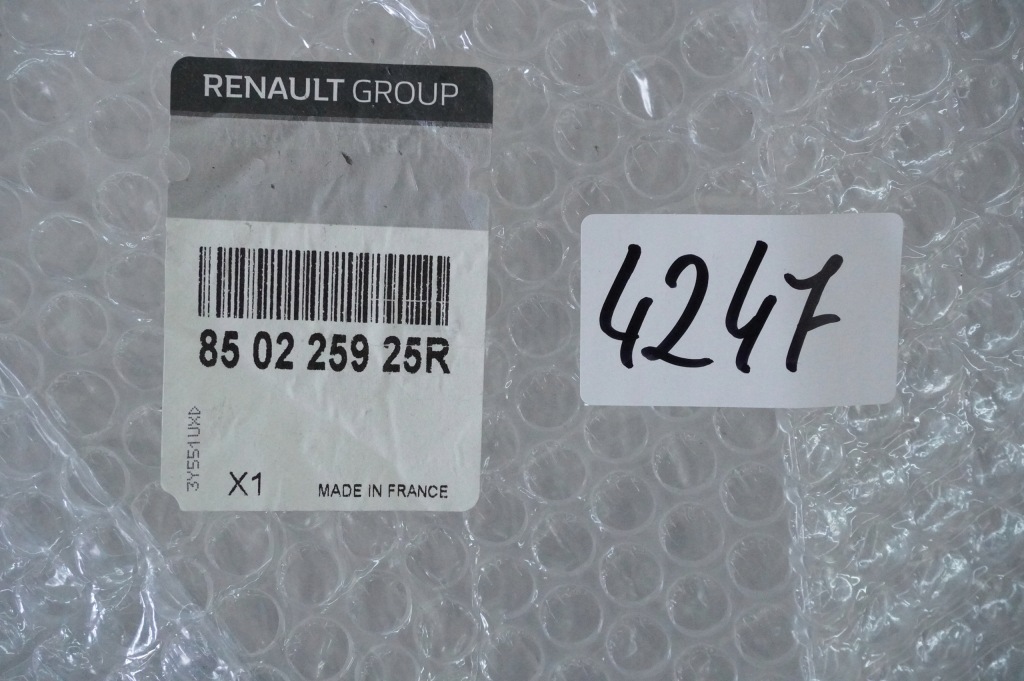 RENAULT GROUP
85 02 259 25R
3Y551UXD
X1
MADE IN FRANCE
4247